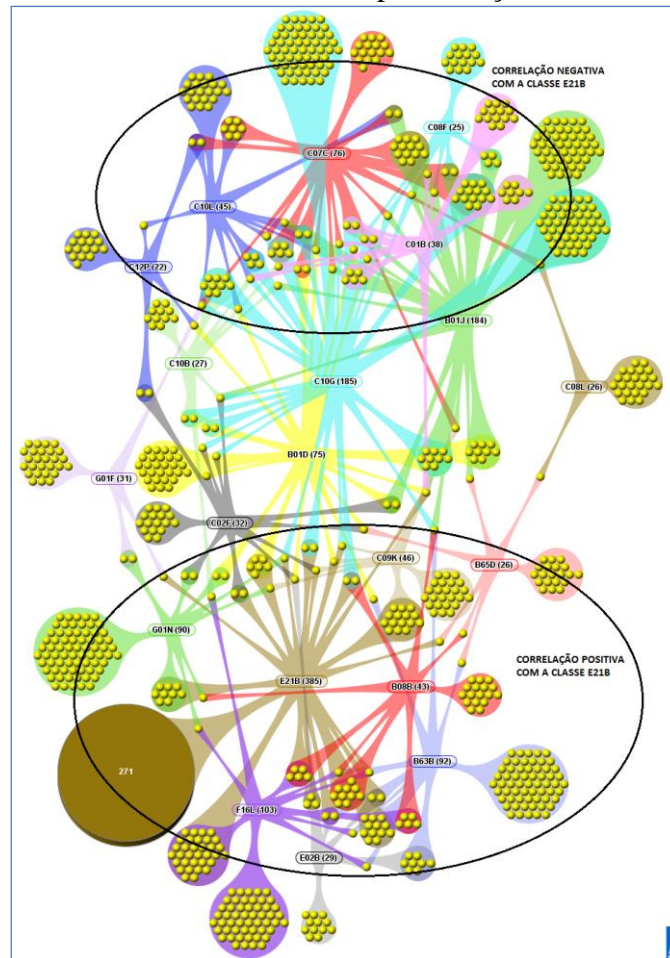 CORRELAÇÃO NEGATIVA
COM A CLASSE E21B
C08F (25)
C07C (76)
C10L (45)
C01B (38)
C12P (22)
B01J (184)
C10B (27)
C10G (185)
C08L (26)
B01D (75)
G01F (31)
C02F (32)
C09K (46)
B65D (26)
G01N (90)
CORRELAÇÃO POSITIVA
COM A CLASSE E21B
E21B (385)
B08B (43)
271
B63B (92)
F16L (103)
E02B (29)